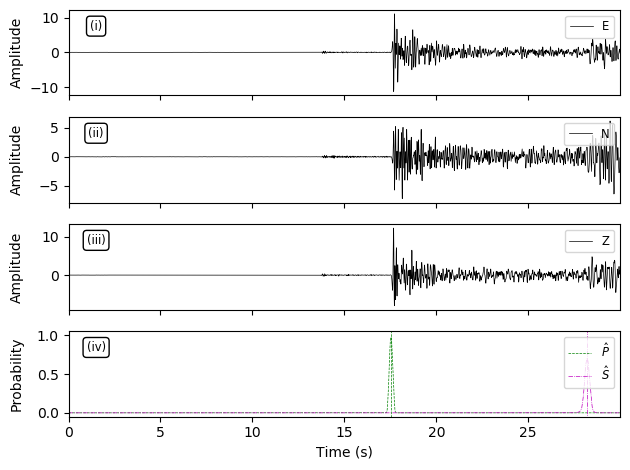 Amplitude
10
0
−10
(i)
E
Amplitude
5
0
−5
(ii)
N
Amplitude
10
0
(iii)
Z
Probability
1.0
0.5
0.0
(iv)
P̂
Ŝ
0 5 10 15 20 25
Time (s)